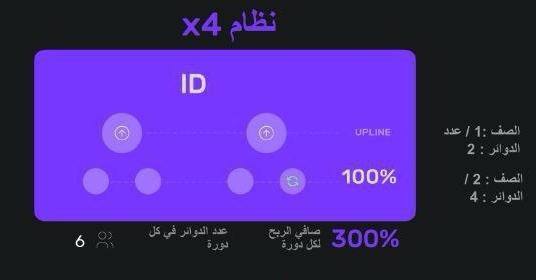 نظام x4
ID
UPLINE
الصف :1 / عدد
الدوائر : 2
100%
الصف : 2 /
الدوائر : 4
300%
صافي الربح
لكل دورة
عدد الدوائر في كل
دورة
6